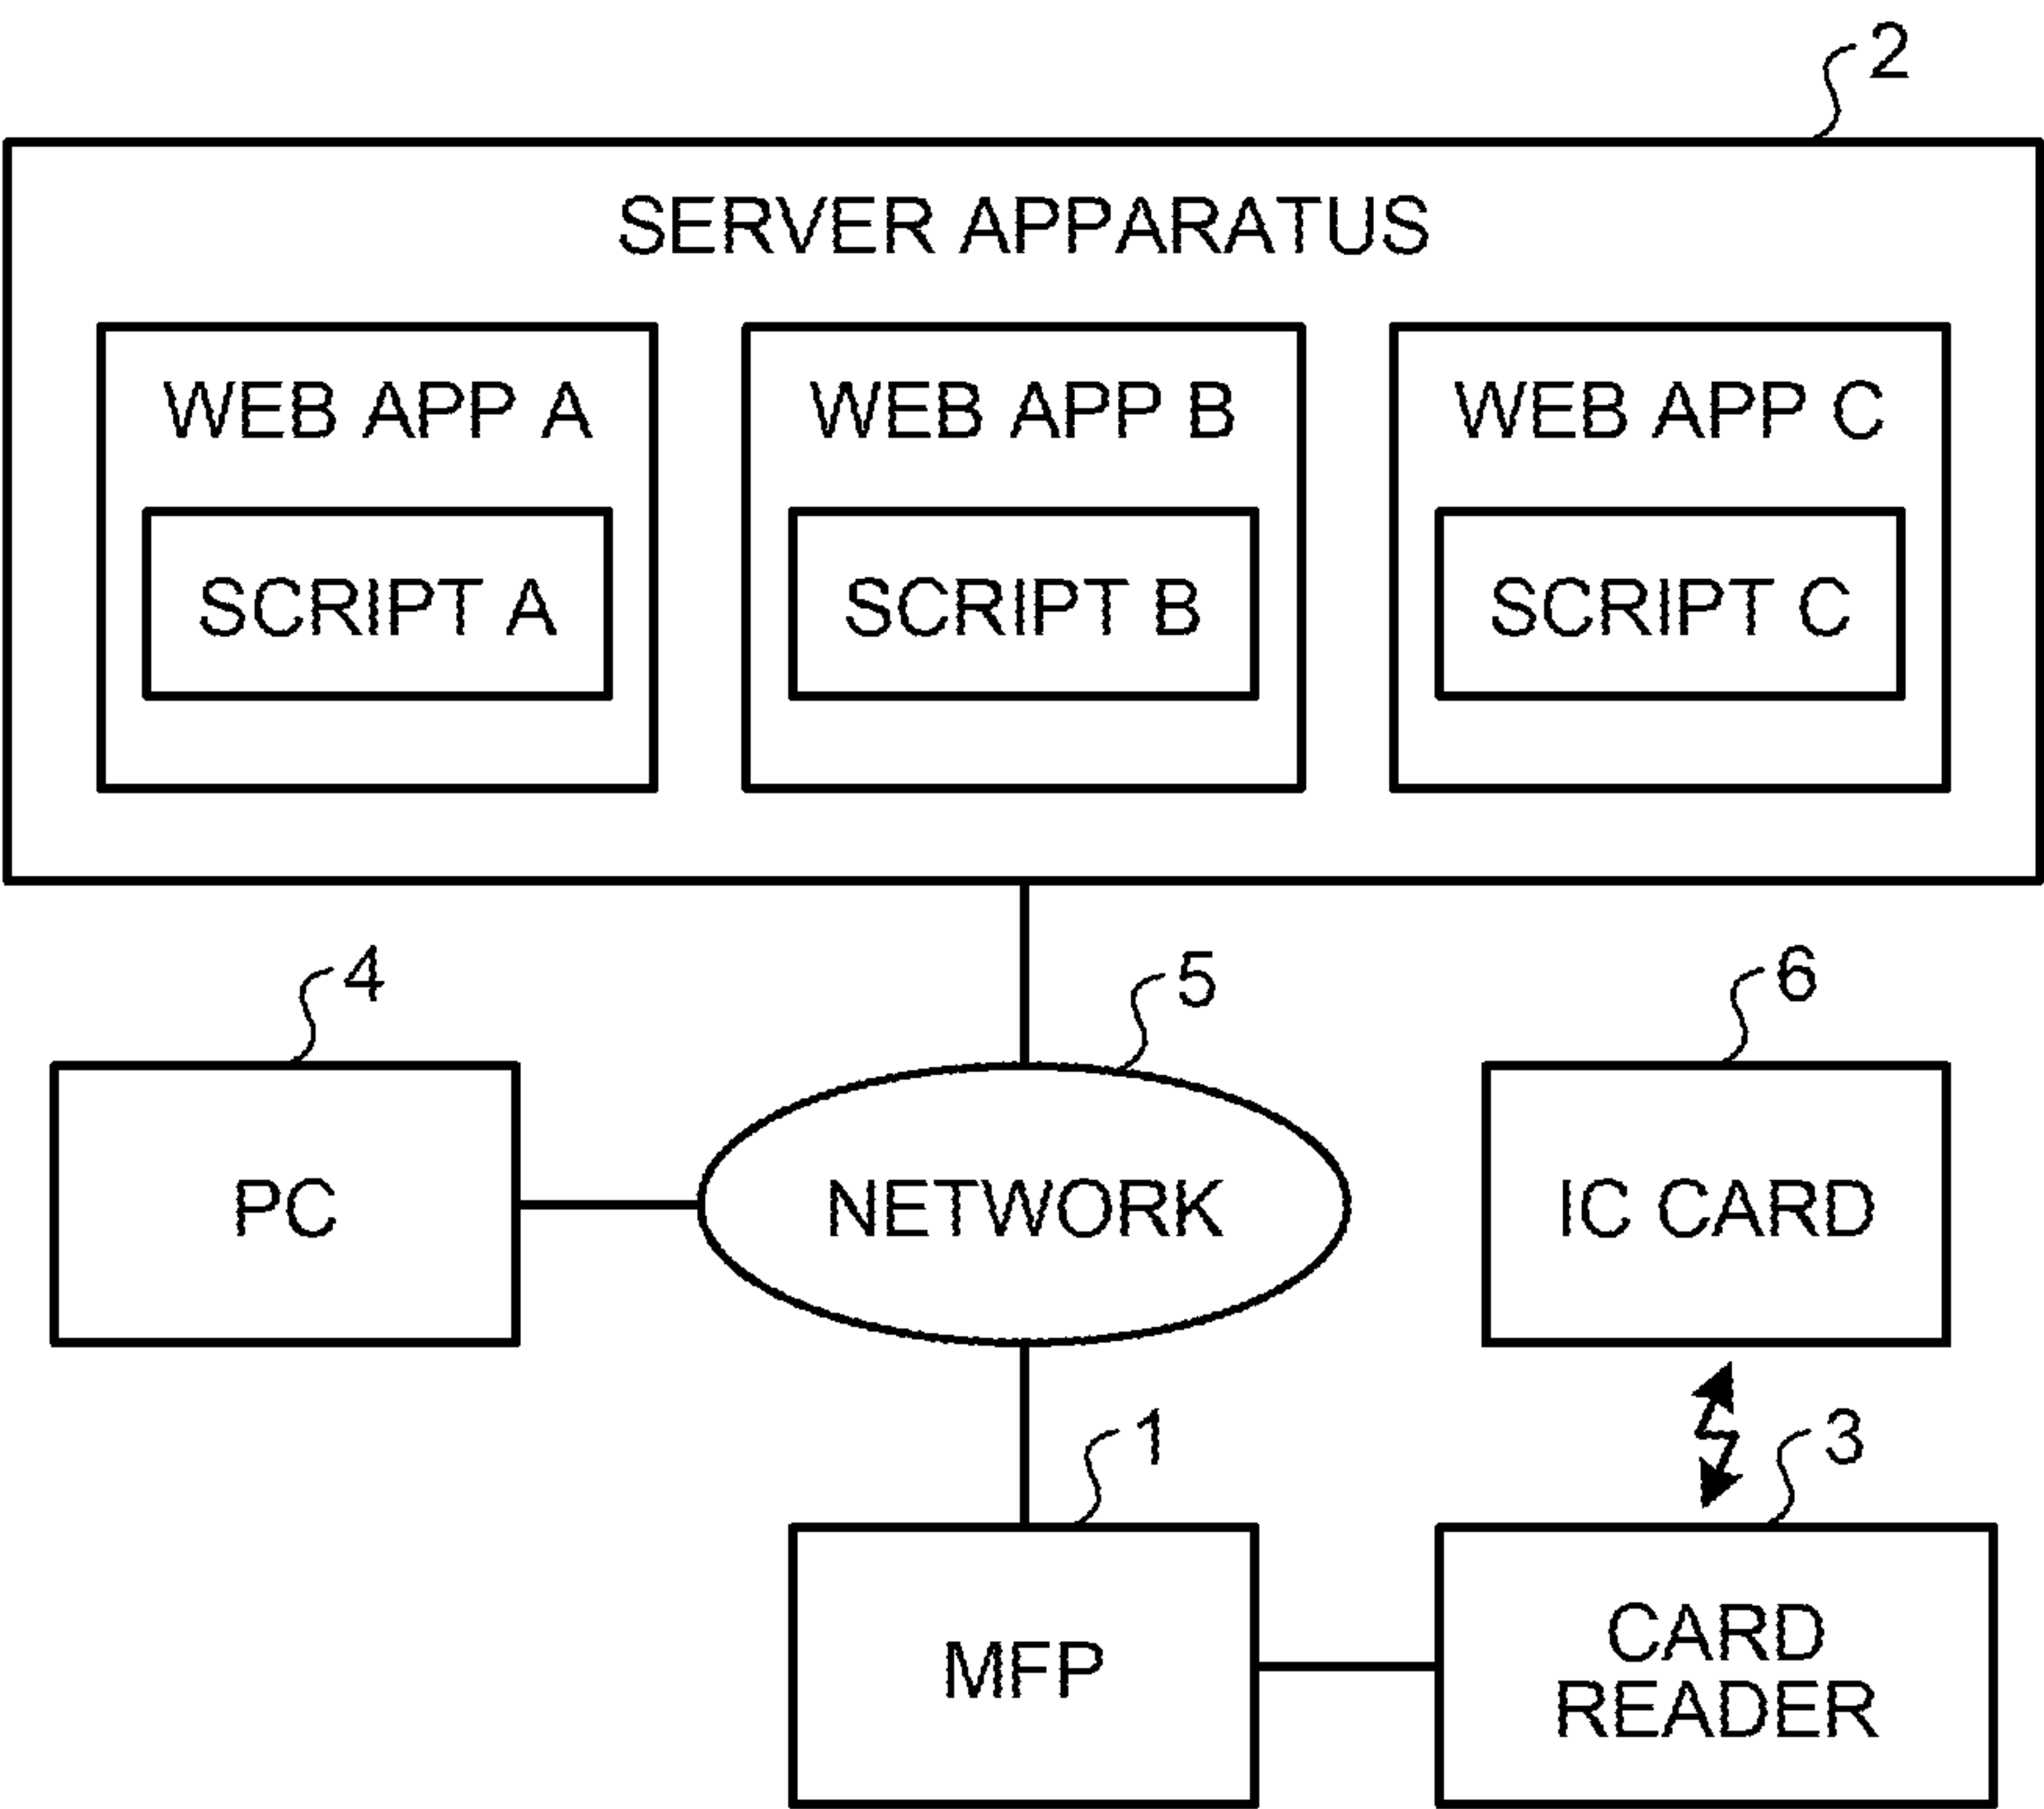 2
SERVER APPARATUS
WEB APP A
WEB APP B
WEB APP C
SCRIPT A
SCRIPT B
SCRIPT C
4
5
6
PC
NETWORK
IC CARD
1
3
MFP
CARD
READER